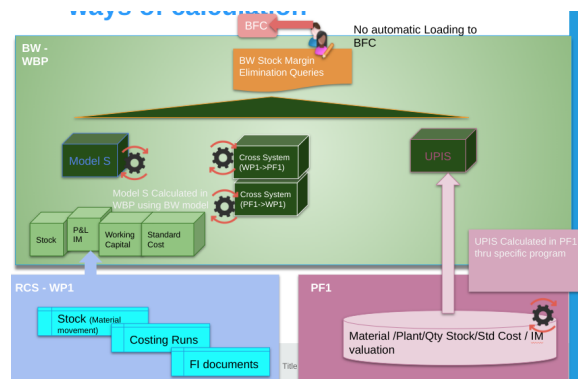 ways of calculation
BFC
No automatic Loading to
BFC
BW -
WBP
BW Stock Margin
Elimination Queries
Model S
Cross System
(WP1->PF1)
UPIS
Cross System
(PF1->WP1)
Model S Calculated in
WBP using BW model
Stock
P&L
IM
Working
Capital
Standard
Cost
UPIS Calculated in PF1
thru specific program
RCS - WP1
PF1
Stock (Material
movement)
Costing Runs
FI documents
Material /Plant/Qty Stock/Std Cost / IM
valuation
Title